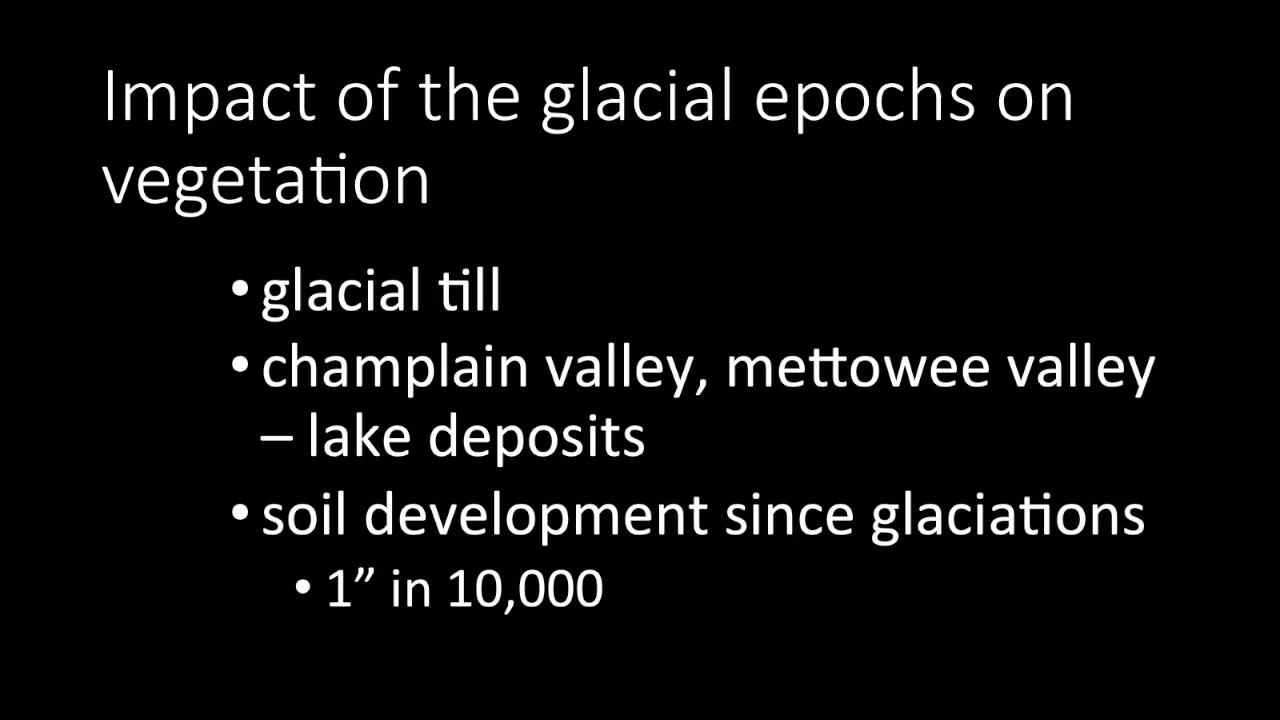 Impact of the glacial epochs on
vegetation
• glacial till
• champlain valley, mettowee valley
– lake deposits
• soil development since glaciations
• 1” in 10,000